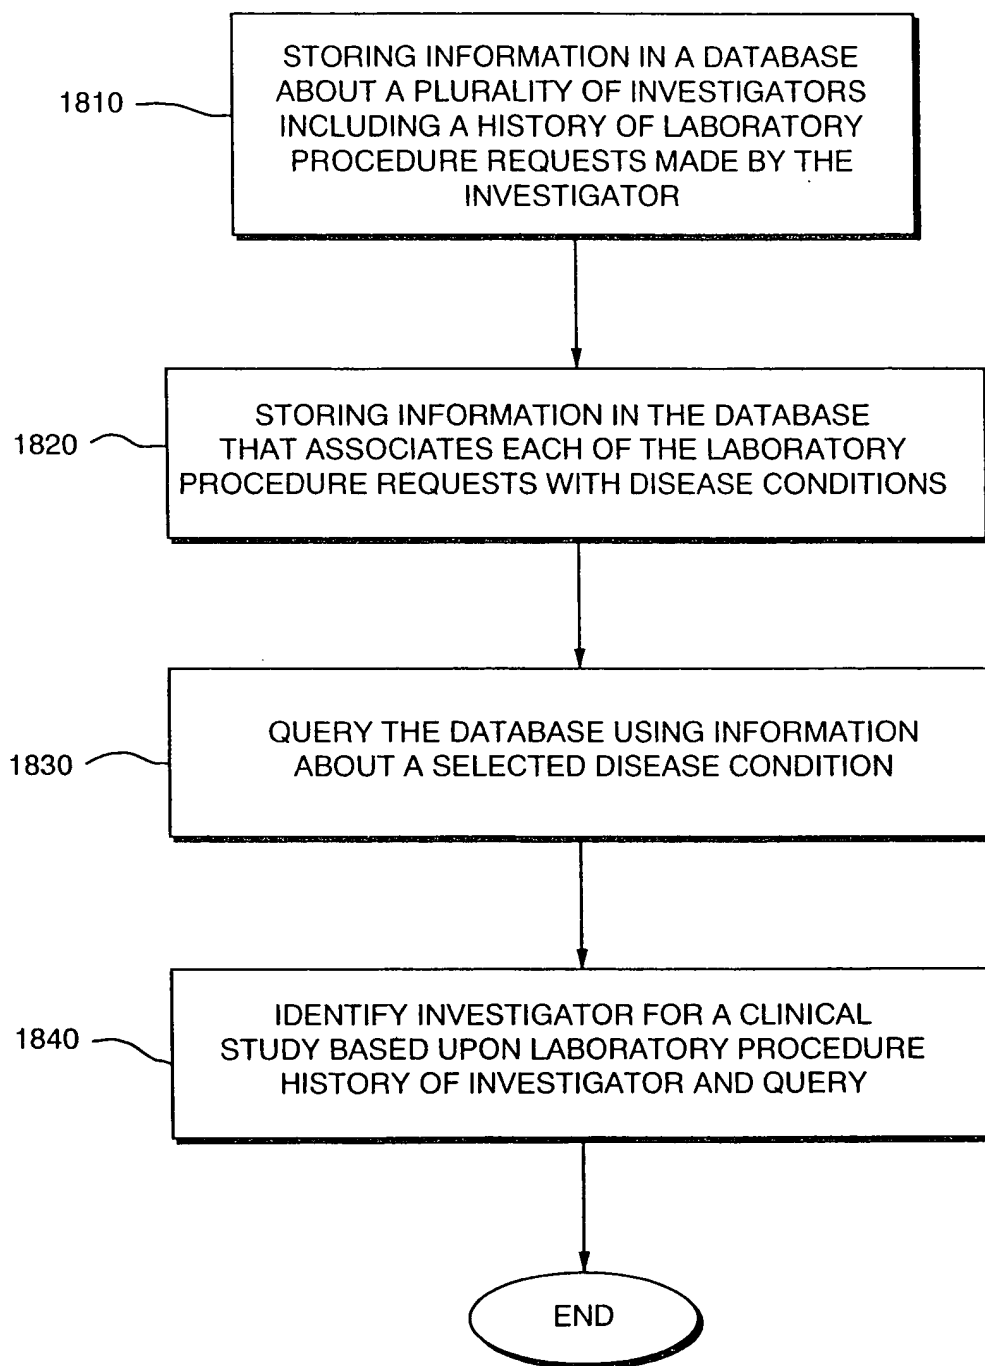 1810
STORING INFORMATION IN A DATABASE
ABOUT A PLURALITY OF INVESTIGATORS
INCLUDING A HISTORY OF LABORATORY
PROCEDURE REQUESTS MADE BY THE
INVESTIGATOR
1820
STORING INFORMATION IN THE DATABASE
THAT ASSOCIATES EACH OF THE LABORATORY
PROCEDURE REQUESTS WITH DISEASE CONDITIONS
1830
QUERY THE DATABASE USING INFORMATION
ABOUT A SELECTED DISEASE CONDITION
1840
IDENTIFY INVESTIGATOR FOR A CLINICAL
STUDY BASED UPON LABORATORY PROCEDURE
HISTORY OF INVESTIGATOR AND QUERY
END